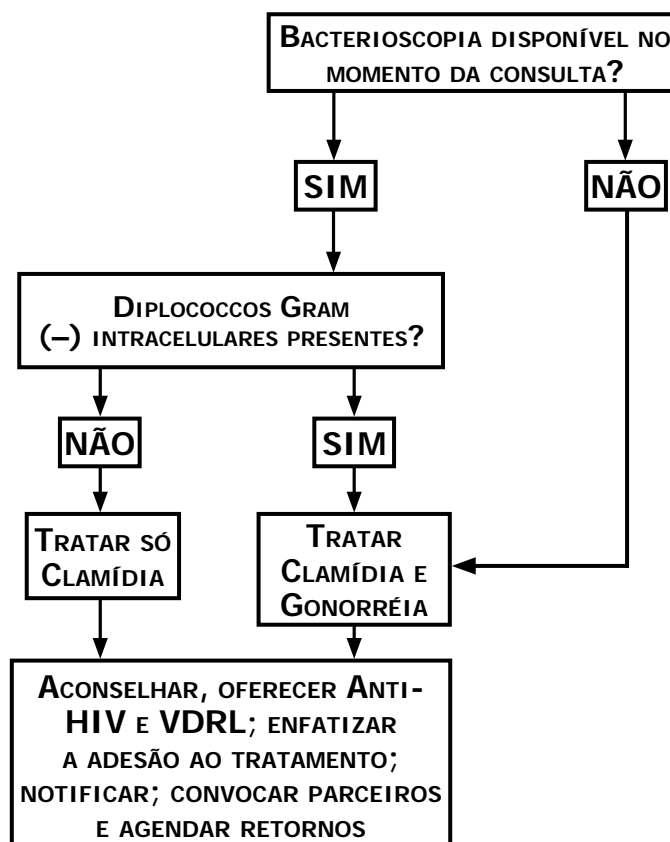 BACTERIOSCOPIA DISPONÍVEL NO
MOMENTO DA CONSULTA?
SIM
NÃO
DIPLOCOCCOS GRAM
(–) INTRACELULARES PRESENTES?
NÃO
SIM
TRATAR SÓ
CLAMÍDIA
TRATAR
CLAMÍDIA E
GONORRÉIA
ACONSELHAR, OFERECER ANTI-
HIV E VDRL; ENFATIZAR
A ADESÃO AO TRATAMENTO;
NOTIFICAR; CONVOCAR PARCEIROS
E AGENDAR RETORNOS